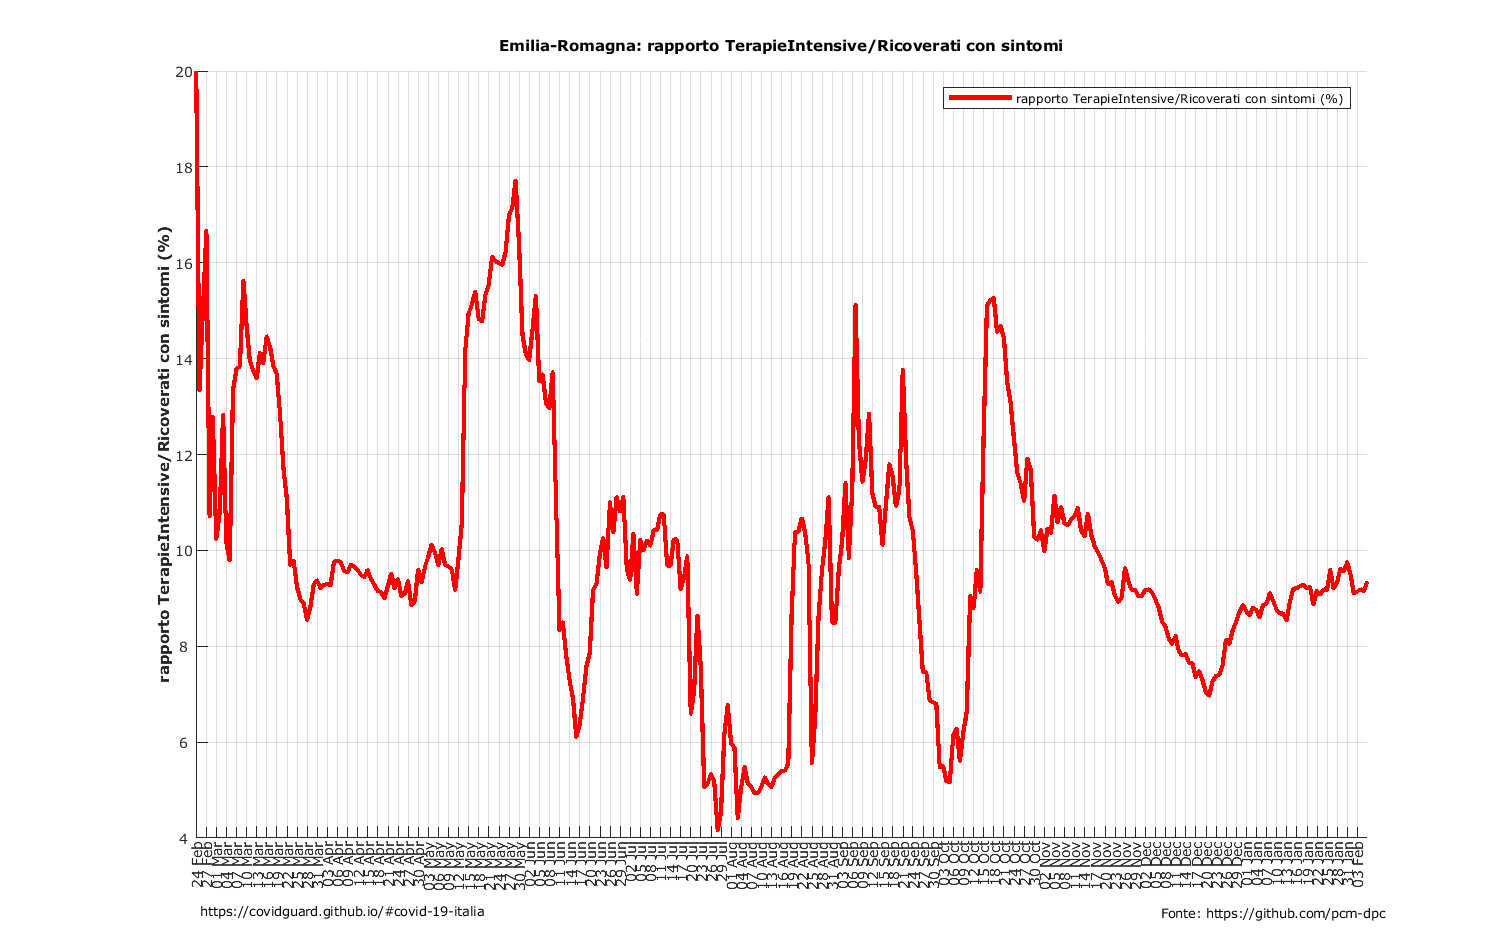 Emilia-Romagna: rapporto TerapieIntensive/Ricoverati con sintomi
rapporto TerapieIntensive/Ricoverati con sintomi (%)
rapporto TerapieIntensive/Ricoverati con sintomi (%)
20
18
16
14
12
10
8
6
4
24 Feb
27 Feb
01 Mar
04 Mar
07 Mar
10 Mar
13 Mar
16 Mar
19 Mar
22 Mar
25 Mar
28 Mar
31 Mar
03 Apr
06 Apr
09 Apr
12 Apr
15 Apr
18 Apr
21 Apr
24 Apr
27 Apr
30 Apr
03 May
06 May
09 May
12 May
15 May
18 May
21 May
24 May
27 May
30 May
02 Jun
05 Jun
08 Jun
11 Jun
14 Jun
17 Jun
20 Jun
23 Jun
26 Jun
29 Jun
02 Jul
05 Jul
08 Jul
11 Jul
14 Jul
17 Jul
20 Jul
23 Jul
26 Jul
29 Jul
01 Aug
04 Aug
07 Aug
10 Aug
13 Aug
16 Aug
19 Aug
22 Aug
25 Aug
28 Aug
31 Aug
03 Sep
06 Sep
09 Sep
12 Sep
15 Sep
18 Sep
21 Sep
24 Sep
27 Sep
30 Sep
03 Oct
06 Oct
09 Oct
12 Oct
15 Oct
18 Oct
21 Oct
24 Oct
27 Oct
30 Oct
02 Nov
05 Nov
08 Nov
11 Nov
14 Nov
17 Nov
20 Nov
23 Nov
26 Nov
29 Nov
02 Dec
05 Dec
08 Dec
11 Dec
14 Dec
17 Dec
20 Dec
23 Dec
26 Dec
29 Dec
01 Jan
04 Jan
07 Jan
10 Jan
13 Jan
16 Jan
19 Jan
22 Jan
25 Jan
28 Jan
31 Jan
03 Feb
https://covidguard.github.io/#covid-19-italia
Fonte: https://github.com/pcm-dpc